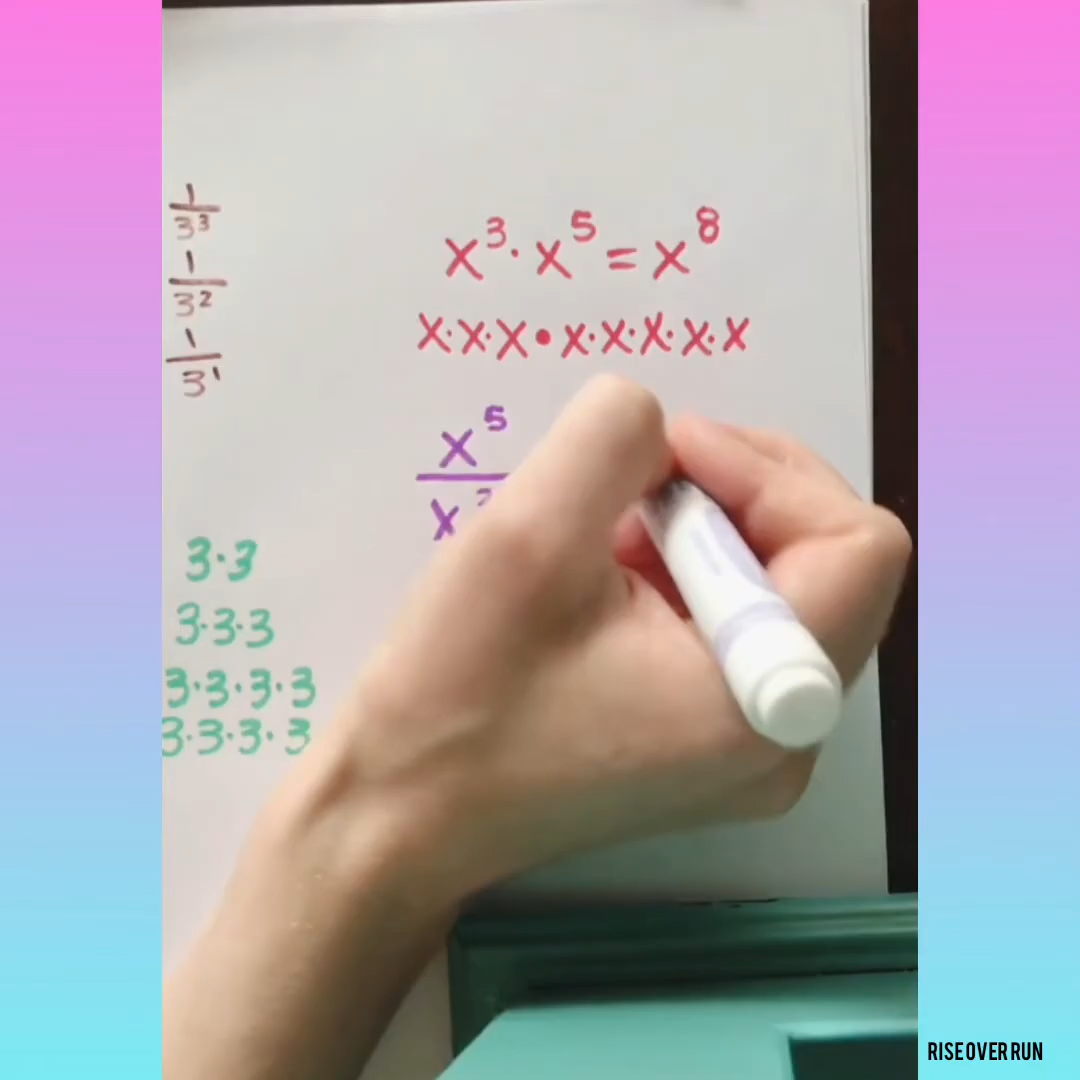 1
3³
1
3²
1
3¹
x³ · x⁵ = x⁸
x·x·x • x·x·x·x·x
x⁵
x
3·3
3·3·3
3·3·3·3
3·3·3·3
RISE OVER RUN